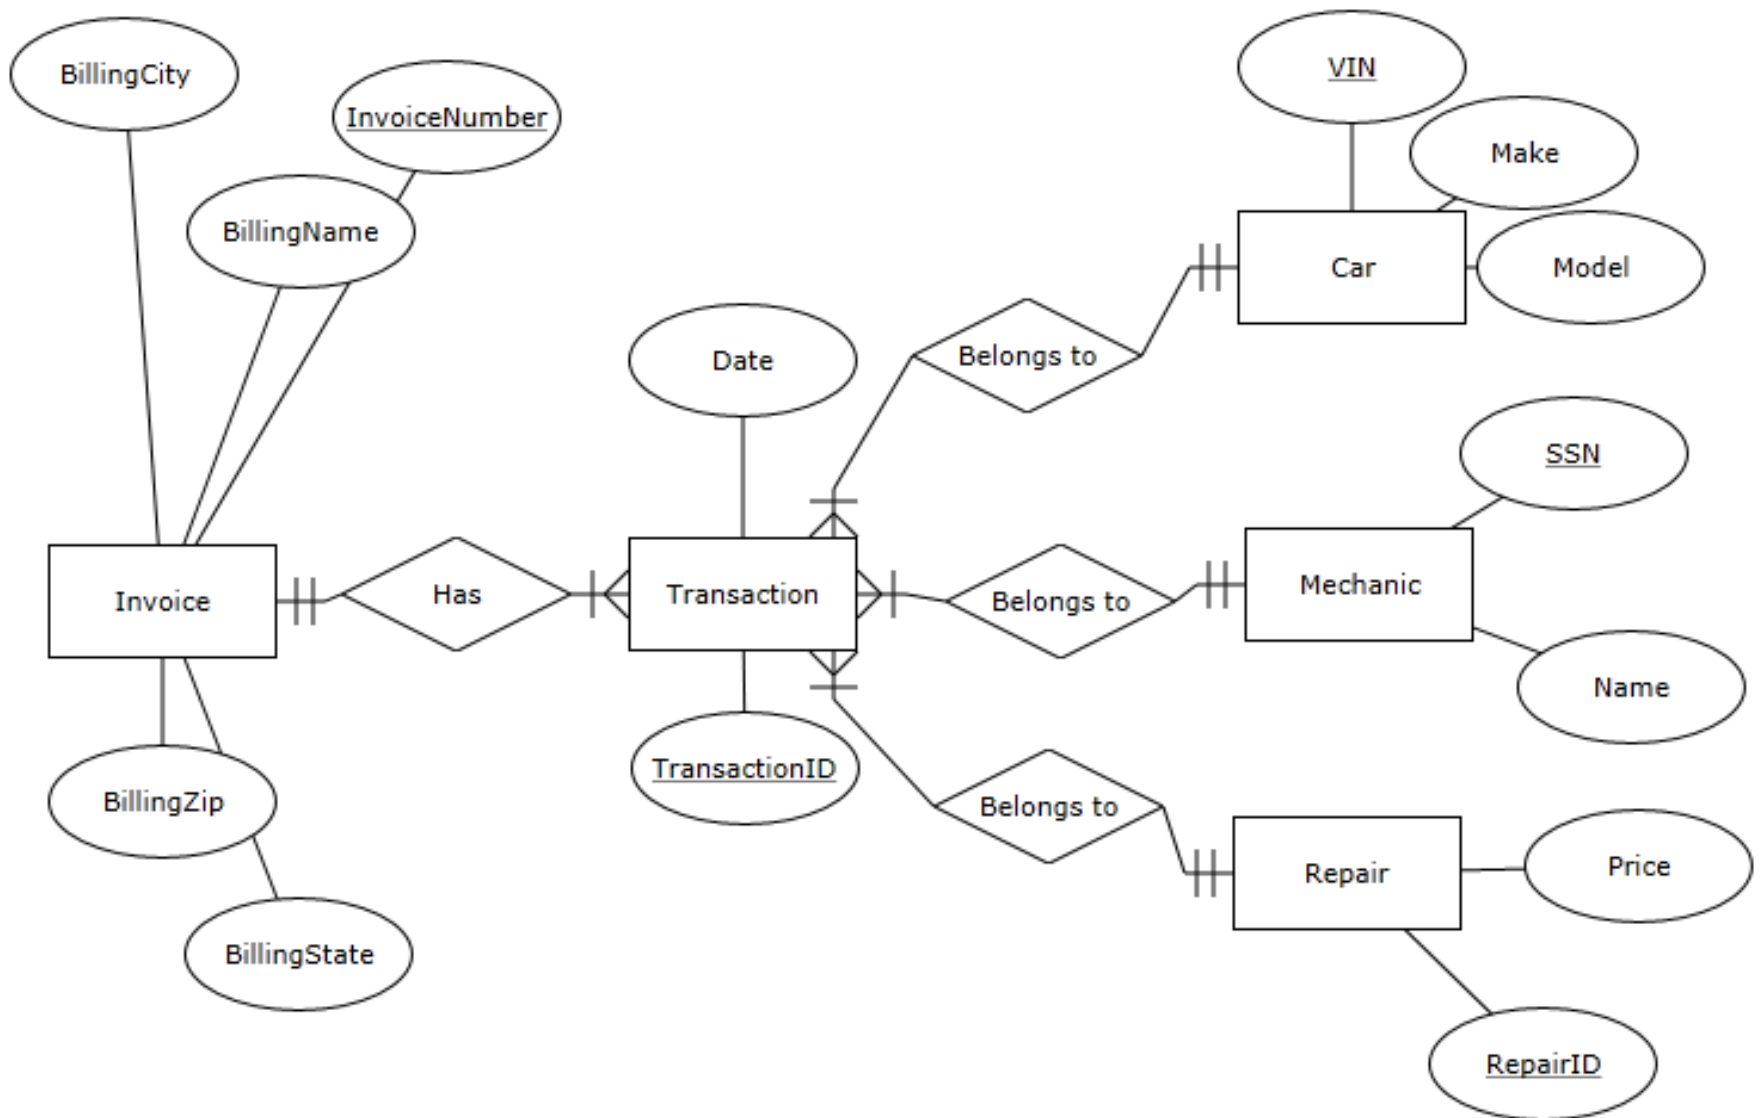 BillingCity
InvoiceNumber
BillingName
VIN
Make
Car
Model
Date
Belongs to
SSN
Invoice
Has
Transaction
Belongs to
Mechanic
Name
BillingZip
TransactionID
Belongs to
Repair
Price
BillingState
RepairID